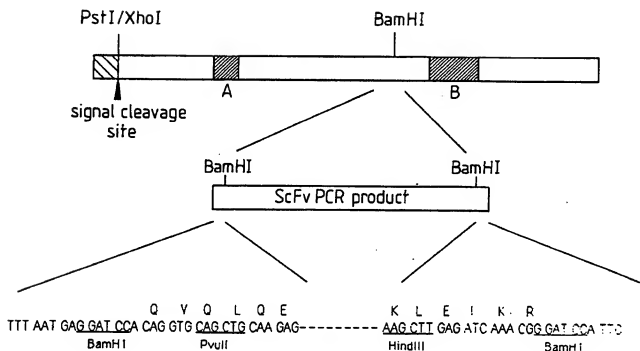 PstI/XhoI
BamHI
A
B
signal cleavage
site
BamHI
BamHI
ScFv PCR product
Q V Q L Q E
K L E I K R
TTT AAT GAG GAT CCA CAG GTG CAG CTG CAA GAG ---------- AAG CTT GAG ATC AAA CGG GAT CCA TTC
BamHI
PvuII
HindIII
BamHI